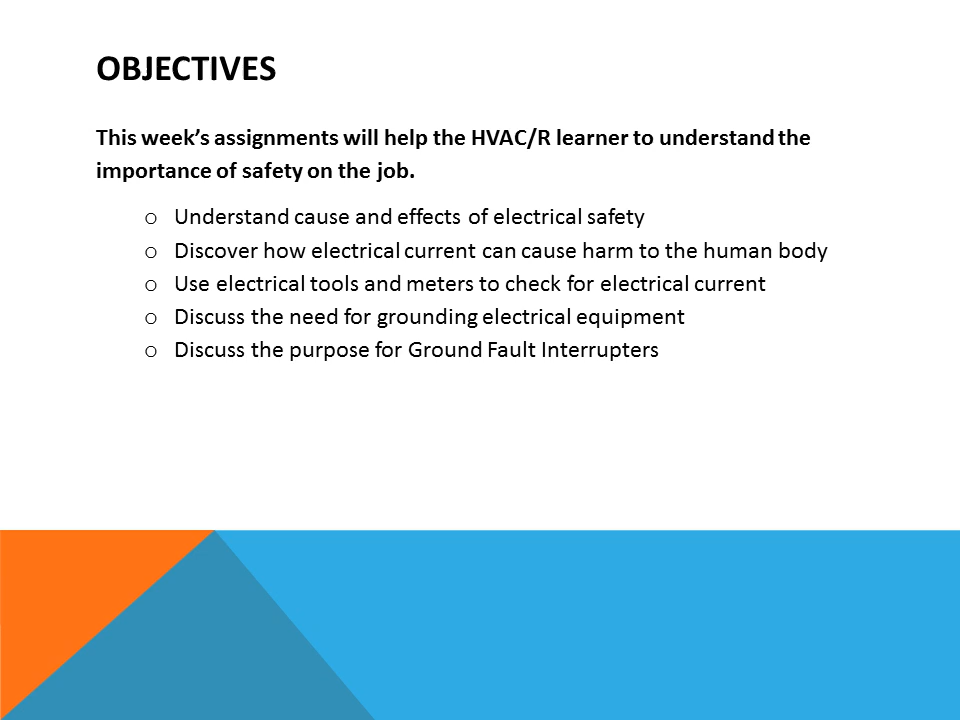 OBJECTIVES
This week’s assignments will help the HVAC/R learner to understand the
importance of safety on the job.
o Understand cause and effects of electrical safety
o Discover how electrical current can cause harm to the human body
o Use electrical tools and meters to check for electrical current
o Discuss the need for grounding electrical equipment
o Discuss the purpose for Ground Fault Interrupters